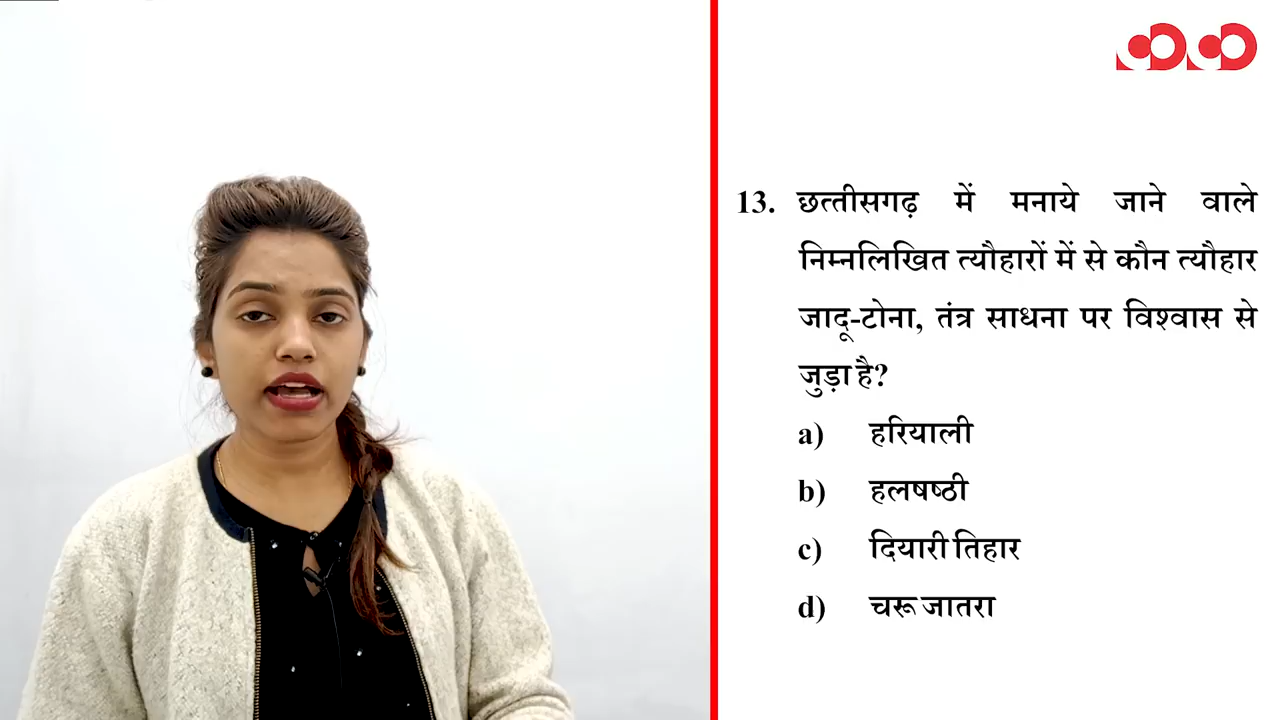 13. छत्तीसगढ़ में मनाये जाने वाले
निम्नलिखित त्यौहारों में से कौन त्यौहार
जादू-टोना, तंत्र साधना पर विश्वास से
जुड़ा है?
a) हरियाली
b) हलषष्ठी
c) दियारी तिहार
d) चरू जातरा